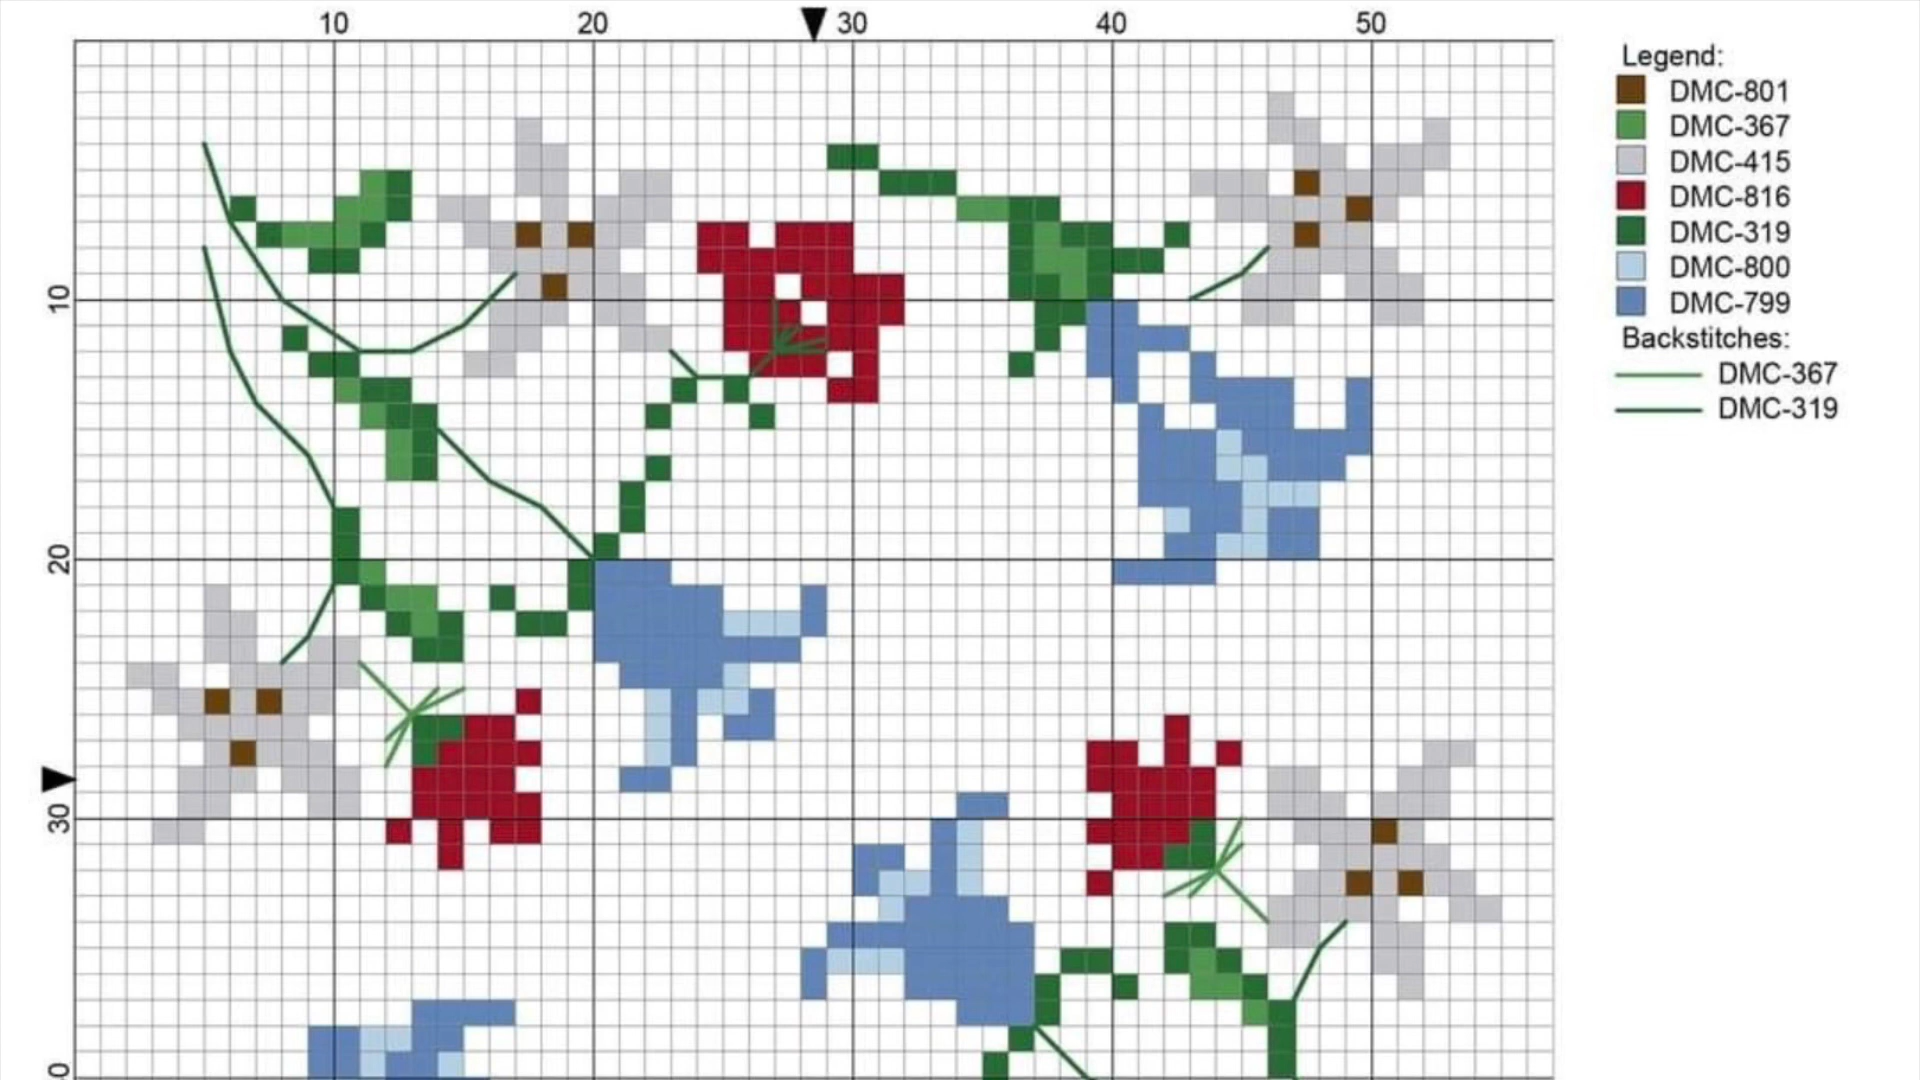 10 20 30 40 50
10
20
30
Legend:
DMC-801
DMC-367
DMC-415
DMC-816
DMC-319
DMC-800
DMC-799
Backstitches:
DMC-367
DMC-319